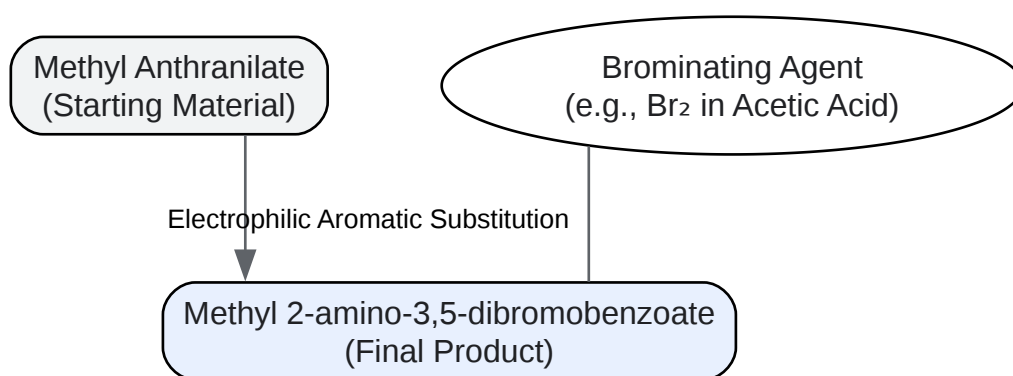 Methyl Anthranilate
(Starting Material)
Brominating Agent
(e.g., Br₂ in Acetic Acid)
Electrophilic Aromatic Substitution
Methyl 2-amino-3,5-dibromobenzoate
(Final Product)